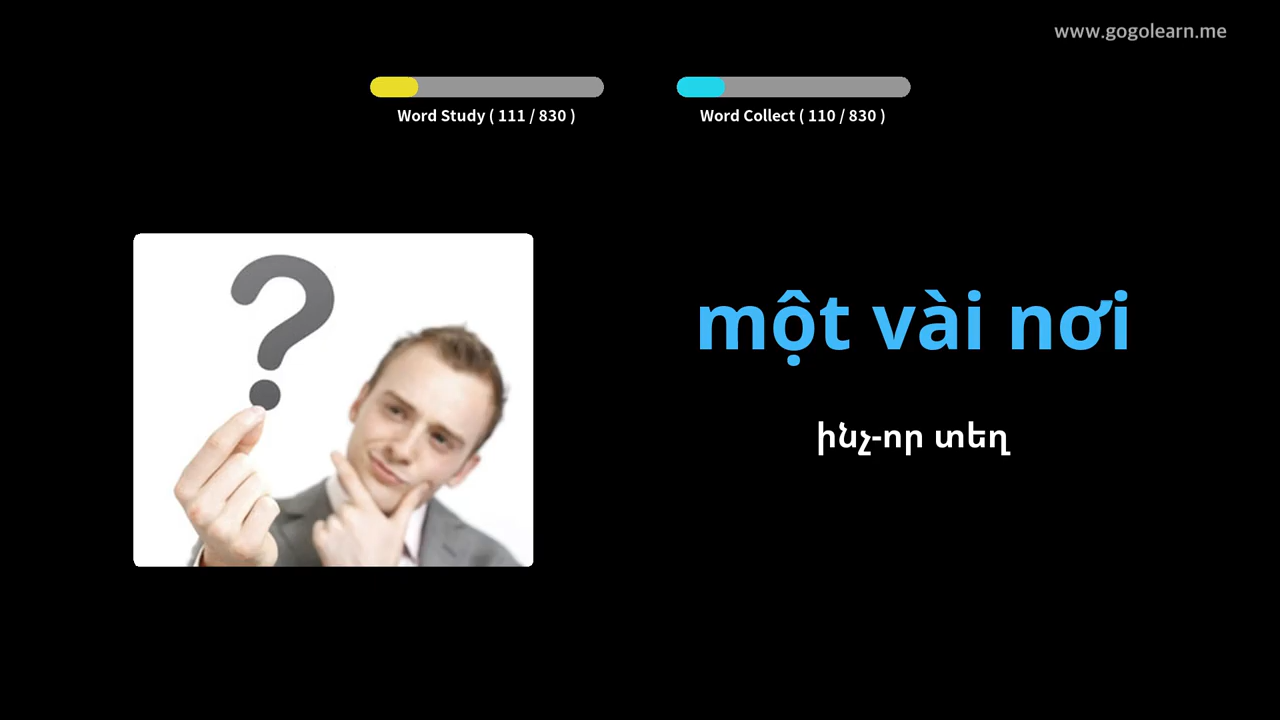 www.gogolearn.me
Word Study ( 111 / 830 )
Word Collect ( 110 / 830 )
một vài nơi
ինչ-որ տեղ